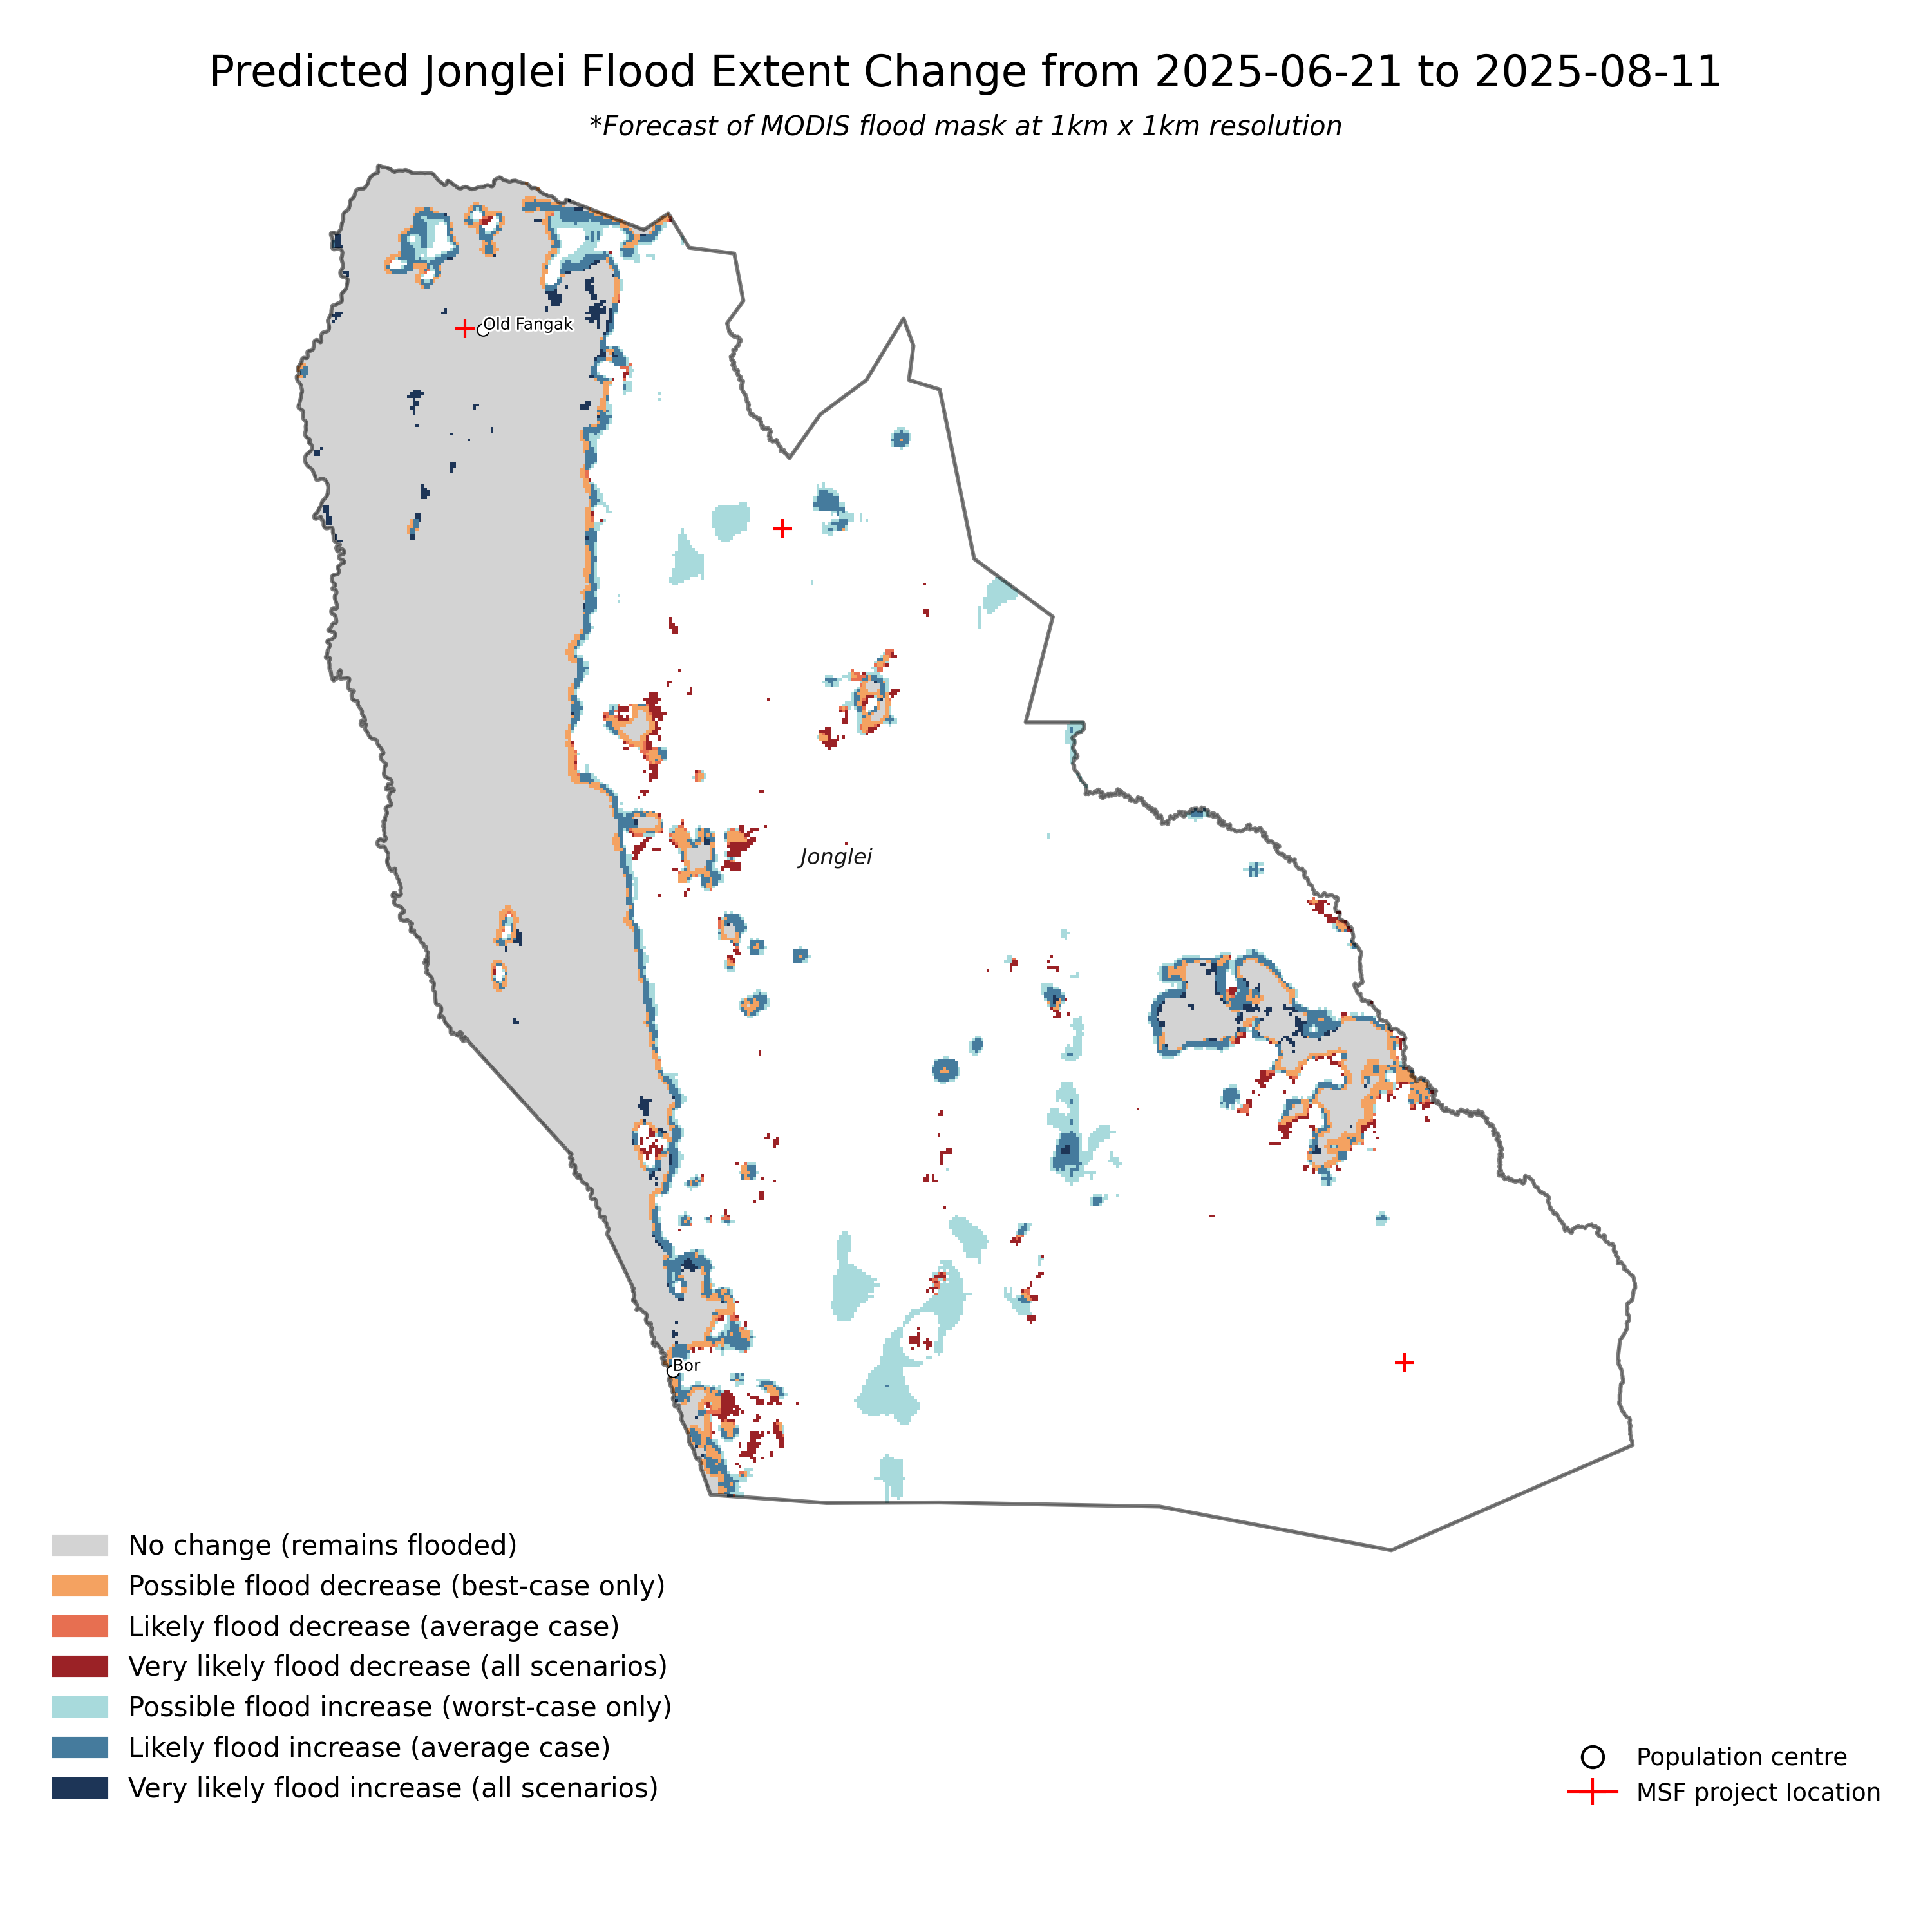 Predicted Jonglei Flood Extent Change from 2025-06-21 to 2025-08-11
*Forecast of MODIS flood mask at 1km x 1km resolution
Old Fangak
Jonglei
Bor
No change (remains flooded)
Possible flood decrease (best-case only)
Likely flood decrease (average case)
Very likely flood decrease (all scenarios)
Possible flood increase (worst-case only)
Likely flood increase (average case)
Very likely flood increase (all scenarios)
Population centre
MSF project location